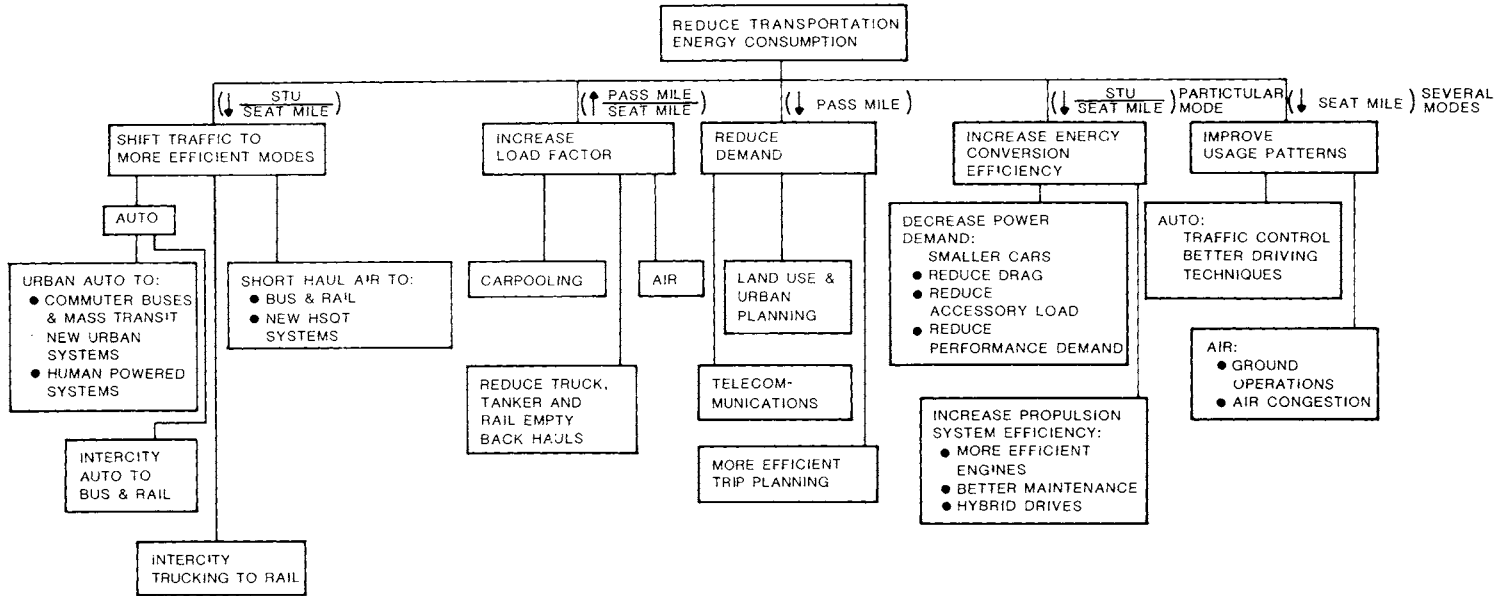 REDUCE TRANSPORTATION
ENERGY CONSUMPTION
(↓ STU
SEAT MILE)
(↑ PASS MILE
SEAT MILE)
(↓ PASS MILE)
(↓ STU
SEAT MILE) PARTICTULAR
MODE
(↓ SEAT MILE) SEVERAL
MODES
SHIFT TRAFFIC TO
MORE EFFICIENT MODES
INCREASE
LOAD FACTOR
REDUCE
DEMAND
INCREASE ENERGY
CONVERSION
EFFICIENCY
IMPROVE
USAGE PATTERNS
AUTO
URBAN AUTO TO:
● COMMUTER BUSES
& MASS TRANSIT
NEW URBAN
SYSTEMS
● HUMAN POWERED
SYSTEMS
SHORT HAUL AIR TO:
● BUS & RAIL
● NEW HSOT
SYSTEMS
INTERCITY
AUTO TO
BUS & RAIL
INTERCITY
TRUCKING TO RAIL
CARPOOLING
AIR
REDUCE TRUCK,
TANKER AND
RAIL EMPTY
BACK HAULS
LAND USE &
URBAN
PLANNING
TELECOM-
MUNICATIONS
MORE EFFICIENT
TRIP PLANNING
DECREASE POWER
DEMAND:
SMALLER CARS
● REDUCE DRAG
● REDUCE
ACCESSORY LOAD
● REDUCE
PERFORMANCE DEMAND
INCREASE PROPULSION
SYSTEM EFFICIENCY:
● MORE EFFICIENT
ENGINES
● BETTER MAINTENANCE
● HYBRID DRIVES
AUTO:
TRAFFIC CONTROL
BETTER DRIVING
TECHNIQUES
AIR:
● GROUND
OPERATIONS
● AIR CONGESTION